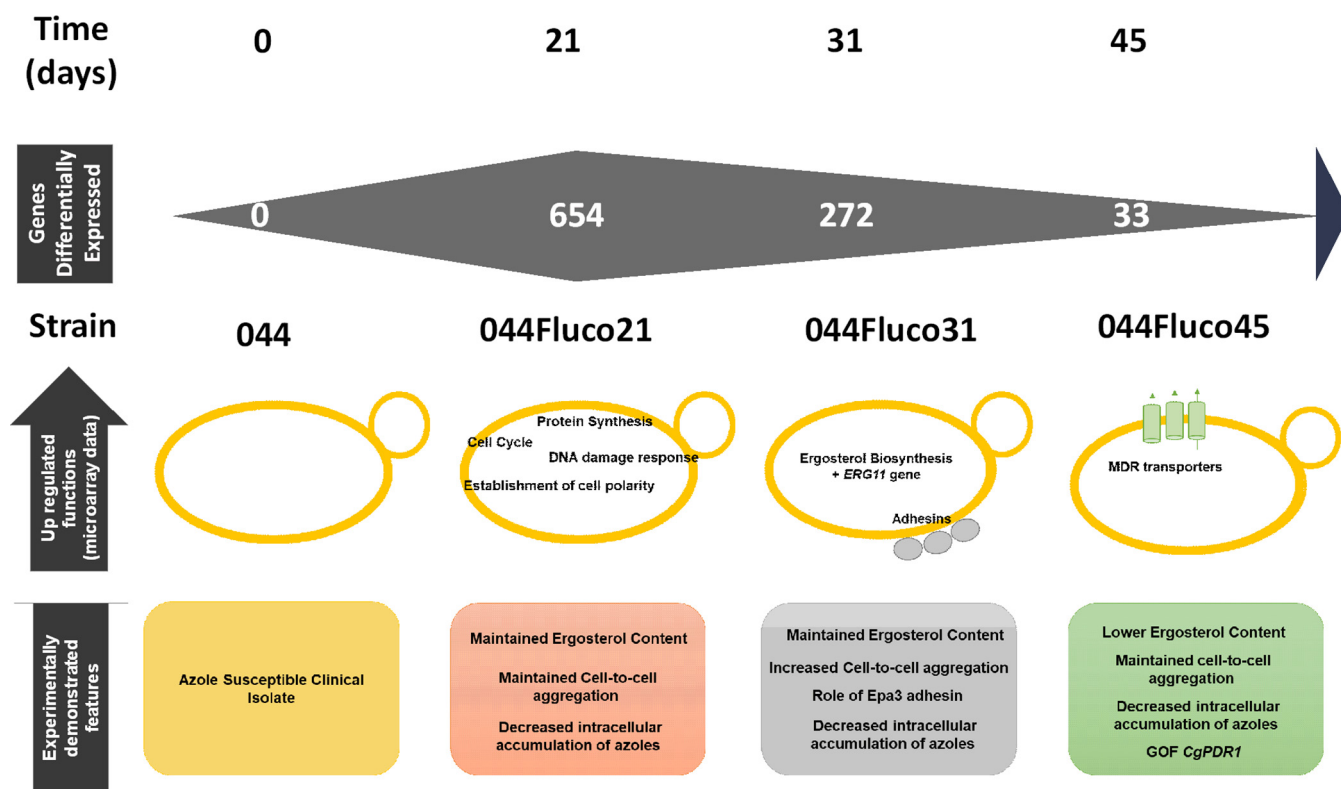 Time
(days)
0
21
31
45
Genes
Differentially
Expressed
0
654
272
33
Strain
044
044Fluco21
044Fluco31
044Fluco45
Up regulated
functions
(microarray data)
Protein Synthesis
Cell Cycle
DNA damage response
Establishment of cell polarity
Ergosterol Biosynthesis
+ ERG11 gene
Adhesins
MDR transporters
Experimentally
demonstrated
features
Azole Susceptible Clinical
Isolate
Maintained Ergosterol Content
Maintained Cell-to-cell
aggregation
Decreased intracellular
accumulation of azoles
Maintained Ergosterol Content
Increased Cell-to-cell aggregation
Role of Epa3 adhesin
Decreased intracellular
accumulation of azoles
Lower Ergosterol Content
Maintained cell-to-cell
aggregation
Decreased intracellular
accumulation of azoles
GOF CgPDR1